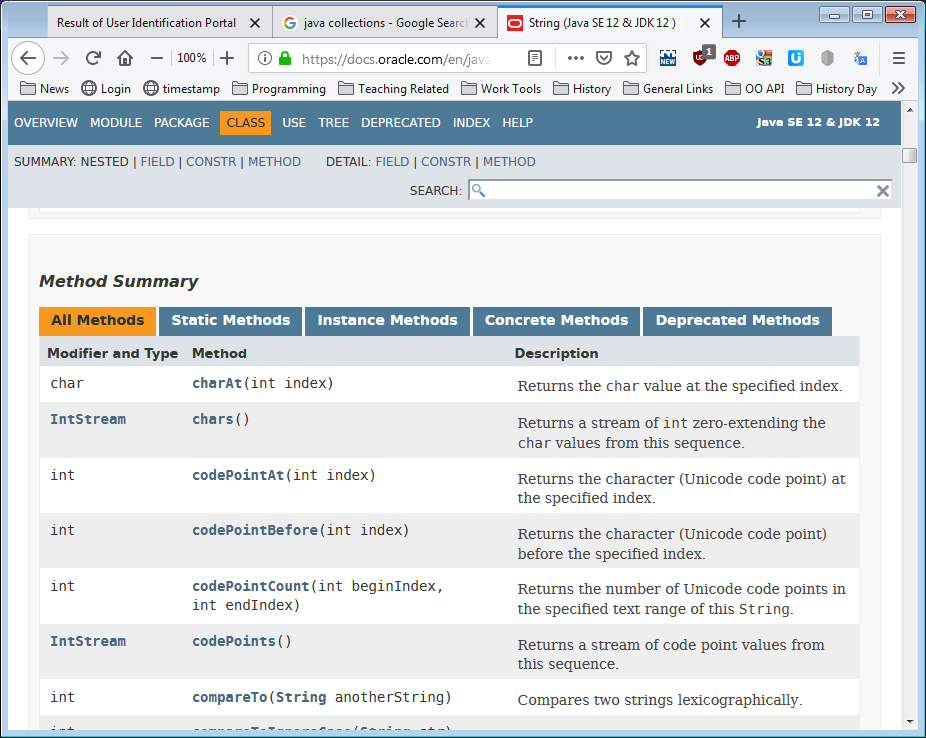 Result of User Identification Portal
java collections - Google Search
String (Java SE 12 & JDK 12 )
100%
https://docs.oracle.com/en/java
NEW
1
ABP
News
Login
timestamp
Programming
Teaching Related
Work Tools
History
General Links
OO API
History Day
OVERVIEW MODULE PACKAGE CLASS USE TREE DEPRECATED INDEX HELP
Java SE 12 & JDK 12
SUMMARY: NESTED | FIELD | CONSTR | METHOD DETAIL: FIELD | CONSTR | METHOD
SEARCH:
Method Summary
All Methods Static Methods Instance Methods Concrete Methods Deprecated Methods
Modifier and Type Method Description
char charAt(int index) Returns the char value at the specified index.
IntStream chars() Returns a stream of int zero-extending the
char values from this sequence.
int codePointAt(int index) Returns the character (Unicode code point) at
the specified index.
int codePointBefore(int index) Returns the character (Unicode code point)
before the specified index.
int codePointCount(int beginIndex, Returns the number of Unicode code points in
int endIndex) the specified text range of this String.
IntStream codePoints() Returns a stream of code point values from
this sequence.
int compareTo(String anotherString) Compares two strings lexicographically.
int compareToIgnoreCase(String str)